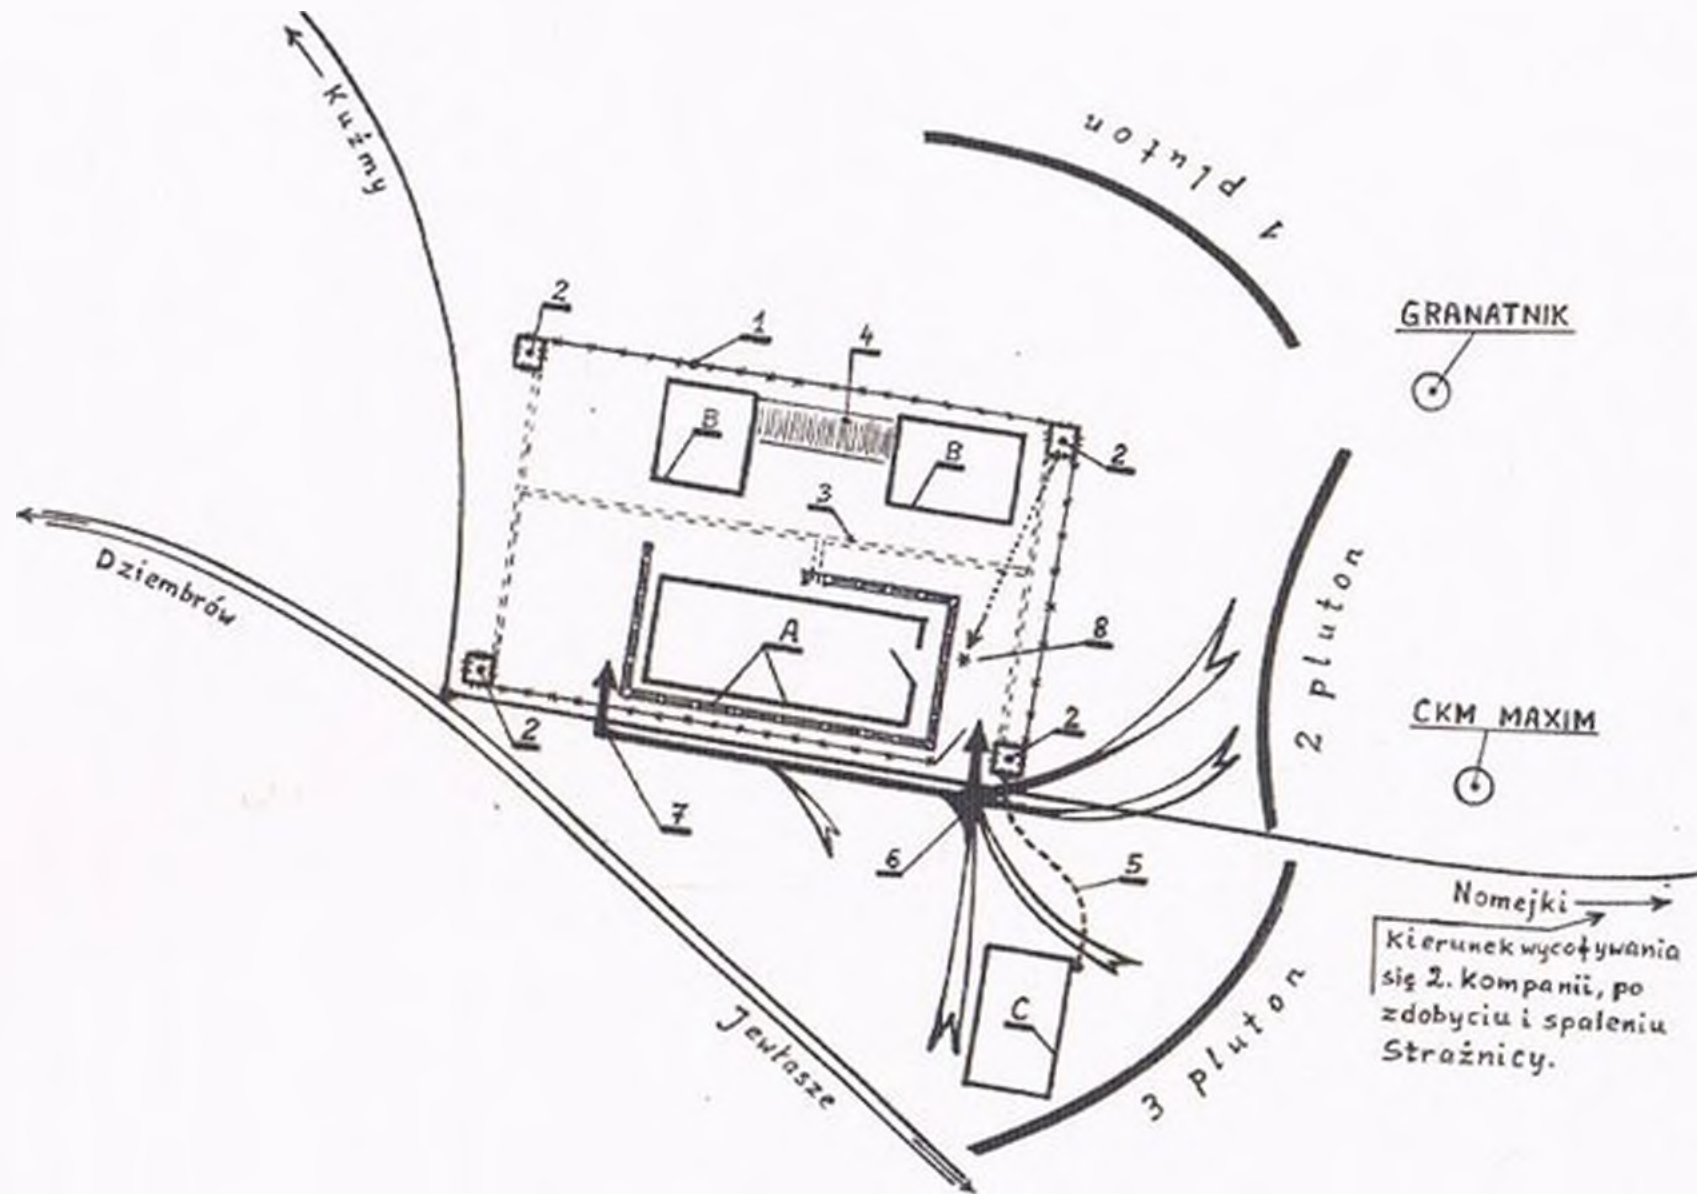 Kuźmy
1 pluton
GRANATNIK
2
1
4
B
B
2
3
Dziembrów
A
8
2 pluton
CKM MAXIM
2
2
7
6
5
Nomejki
Kierunek wycofywania
się 2. kompanii, po
zdobyciu i spaleniu
Strażnicy.
C
Jewłasze
3 pluton